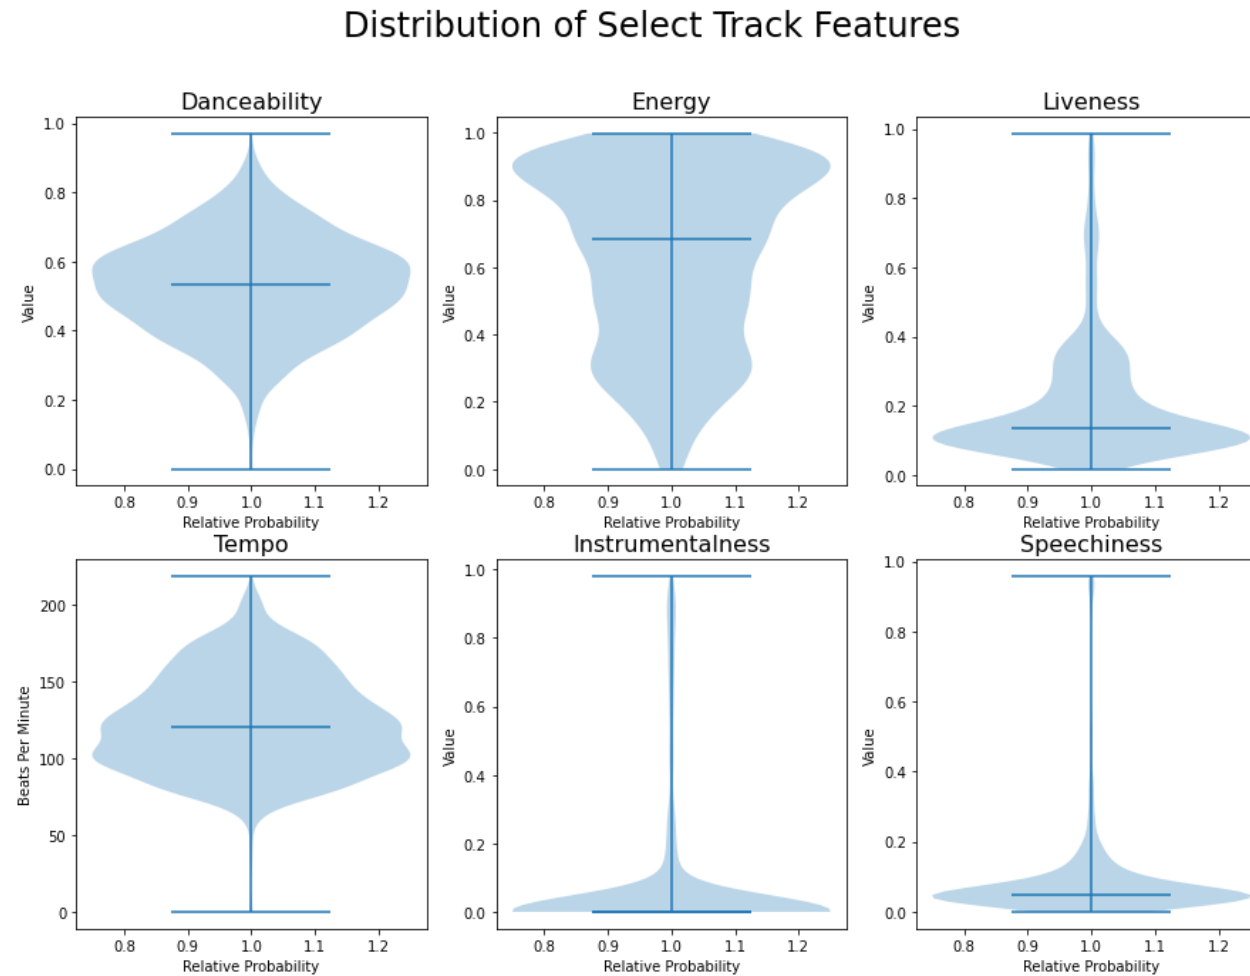 Distribution of Select Track Features
Danceability
Value
1.0
0.8
0.6
0.4
0.2
0.0
0.8 0.9 1.0 1.1 1.2
Relative Probability
Energy
Value
1.0
0.8
0.6
0.4
0.2
0.0
0.8 0.9 1.0 1.1 1.2
Relative Probability
Liveness
Value
1.0
0.8
0.6
0.4
0.2
0.0
0.8 0.9 1.0 1.1 1.2
Relative Probability
Tempo
Beats Per Minute
200
150
100
50
0
0.8 0.9 1.0 1.1 1.2
Relative Probability
Instrumentalness
Value
1.0
0.8
0.6
0.4
0.2
0.0
0.8 0.9 1.0 1.1 1.2
Relative Probability
Speechiness
Value
1.0
0.8
0.6
0.4
0.2
0.0
0.8 0.9 1.0 1.1 1.2
Relative Probability